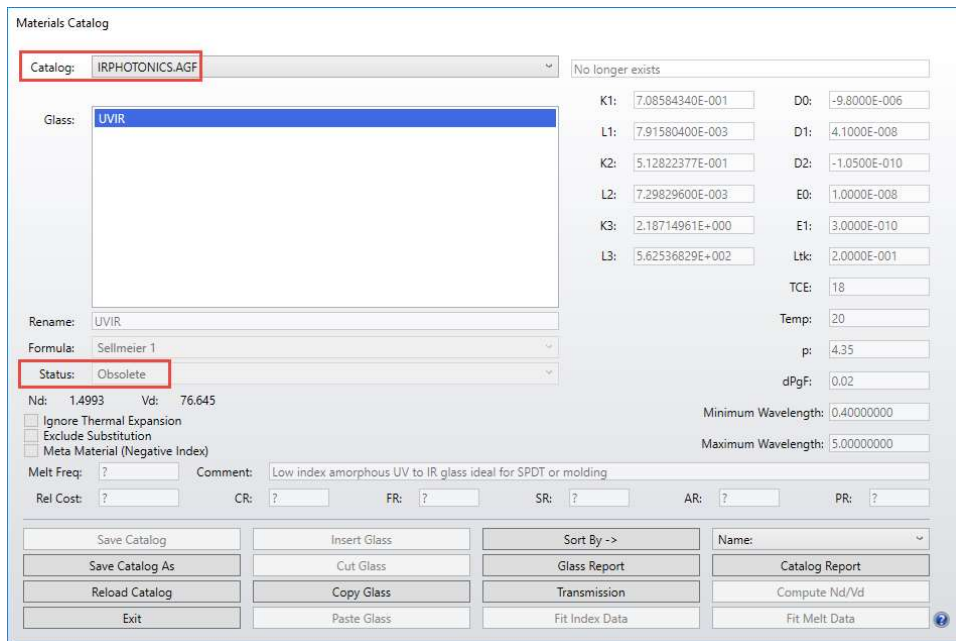 Materials Catalog
Catalog: IRPHOTONICS.AGF No longer exists
Glass: UVIR
K1: 7.08584340E-001 D0: -9.8000E-006
L1: 7.91580400E-003 D1: 4.1000E-008
K2: 5.12822377E-001 D2: -1.0500E-010
L2: 7.29829600E-003 E0: 1.0000E-008
K3: 2.18714961E+000 E1: 3.0000E-010
L3: 5.62536829E+002 Ltk: 2.0000E-001
TCE: 18
Rename: UVIR Temp: 20
Formula: Sellmeier 1 p: 4.35
Status: Obsolete dPgF: 0.02
Nd: 1.4993 Vd: 76.645
Minimum Wavelength: 0.40000000
Ignore Thermal Expansion
Exclude Substitution
Maximum Wavelength: 5.00000000
Meta Material (Negative Index)
Melt Freq: ? Comment: Low index amorphous UV to IR glass ideal for SPDT or molding
Rel Cost: ? CR: ? FR: ? SR: ? AR: ? PR: ?
Save Catalog Insert Glass Sort By -> Name:
Save Catalog As Cut Glass Glass Report Catalog Report
Reload Catalog Copy Glass Transmission Compute Nd/Vd
Exit Paste Glass Fit Index Data Fit Melt Data ?